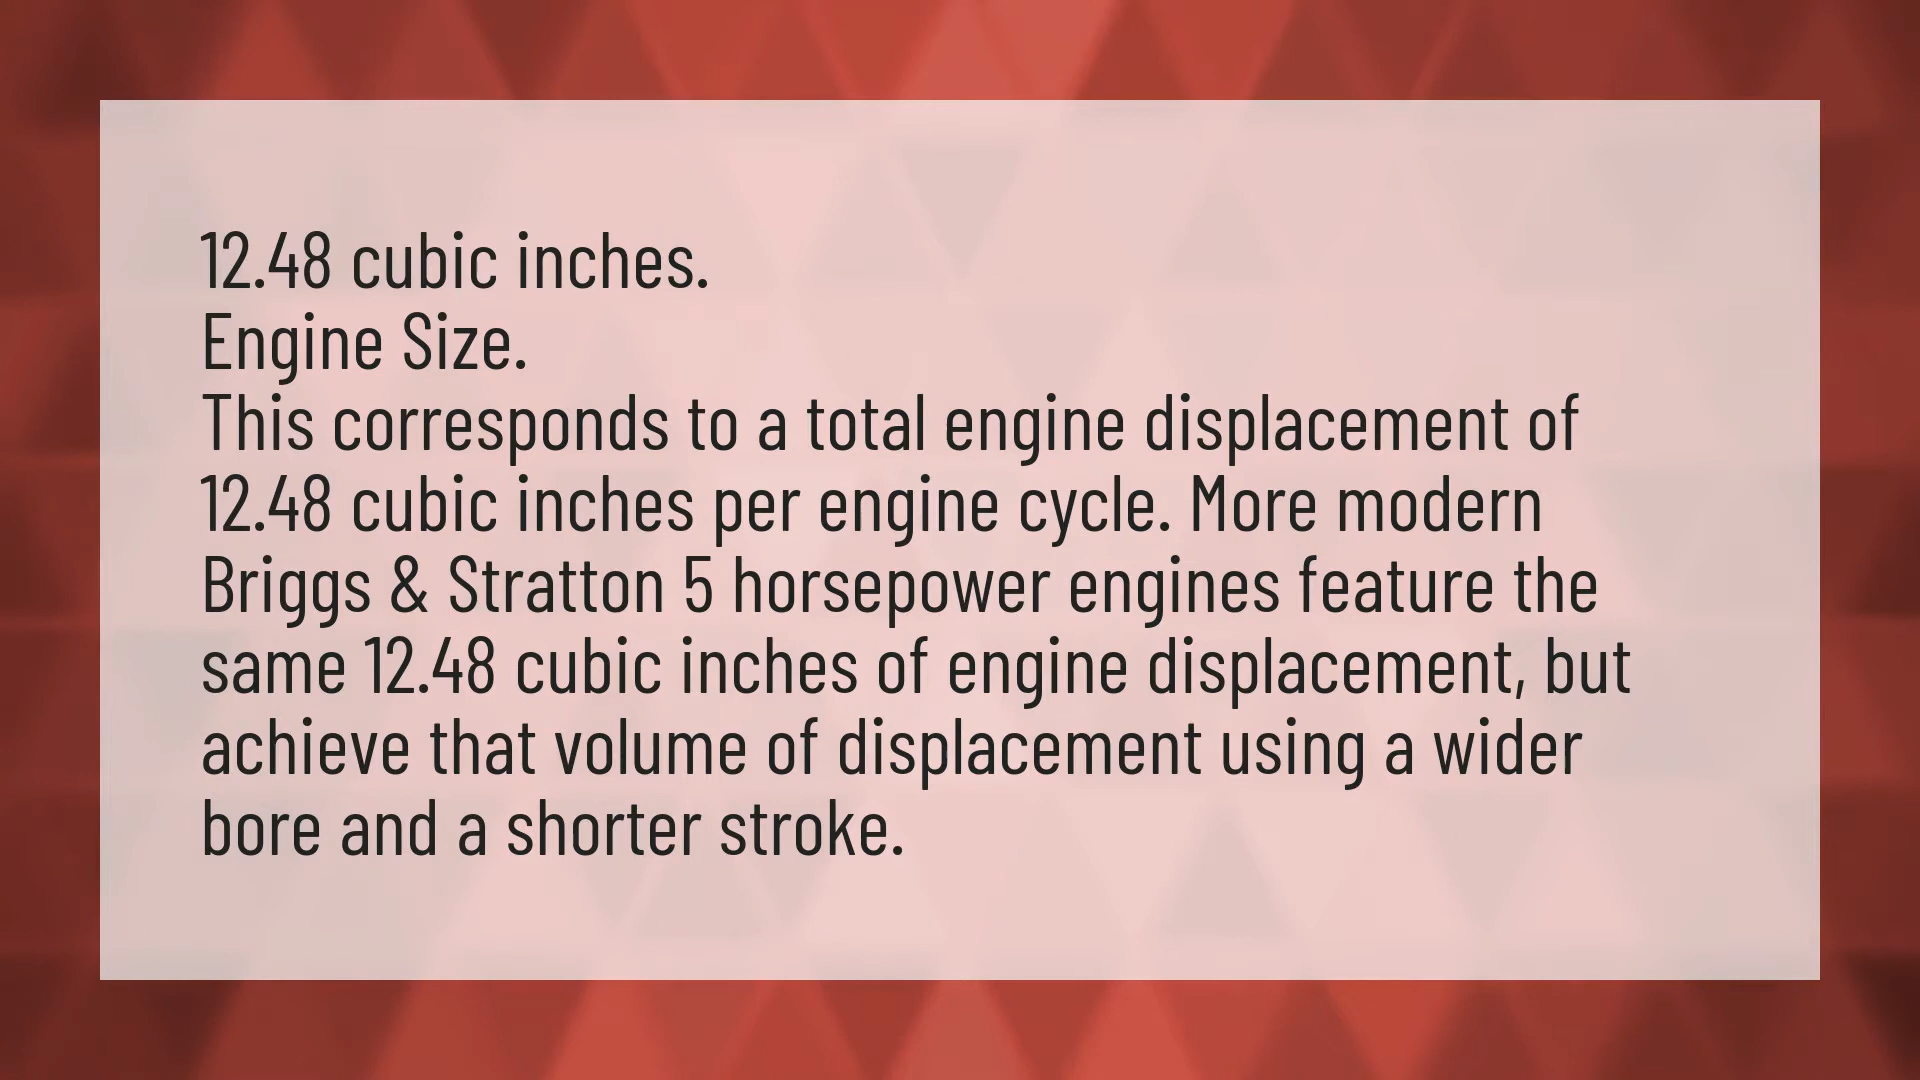 12.48 cubic inches.
Engine Size.
This corresponds to a total engine displacement of
12.48 cubic inches per engine cycle. More modern
Briggs & Stratton 5 horsepower engines feature the
same 12.48 cubic inches of engine displacement, but
achieve that volume of displacement using a wider
bore and a shorter stroke.